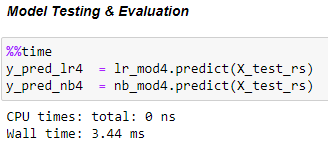 Model Testing & Evaluation
%%time
y_pred_lr4  = lr_mod4.predict(X_test_rs)
y_pred_nb4  = nb_mod4.predict(X_test_rs)
CPU times: total: 0 ns
Wall time: 3.44 ms